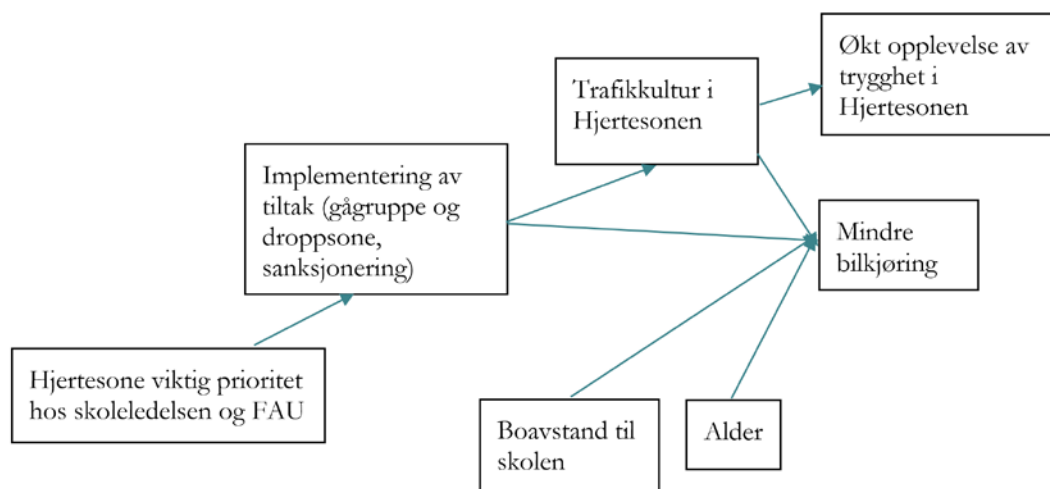 Økt opplevelse av
trygghet i
Hjertesonen
Trafikkultur i
Hjertesonen
Implementering av
tiltak (gågruppe og
droppsone,
sanksjonering)
Mindre
bilkjøring
Hjertesone viktig prioritet
hos skoleledelsen og FAU
Boavstand til
skolen
Alder